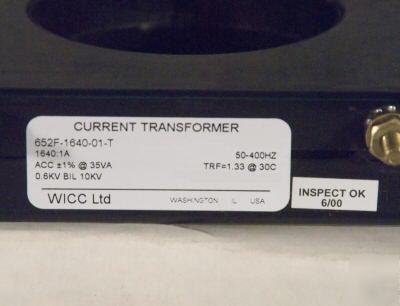 CURRENT TRANSFORMER
652F-1640-01-T
1640:1A 50-400HZ
ACC ±1% @ 35VA TRF=1.33 @ 30C
0.6KV BIL 10KV
WICC Ltd WASHINGTON IL USA
INSPECT OK
6/00